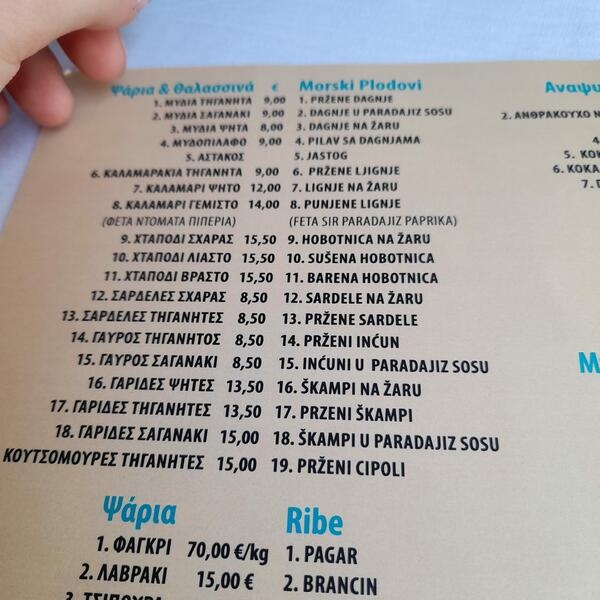 Ψάρια & Θαλασσινά € Morski Plodovi
1. ΜΥΔΙΑ ΤΗΓΑΝΗΤΑ 9,00 1. PRŽENE DAGNJE
2. ΜΥΔΙΑ ΣΑΓΑΝΑΚΙ 9,00 2. DAGNJE U PARADAJIZ SOSU
3. ΜΥΔΙΑ ΨΗΤΑ 8,00 3. DAGNJE NA ŽARU
4. ΜΥΔΟΠΙΛΑΦΟ 9,00 4. PILAV SA DAGNJAMA
5. ΑΣΤΑΚΟΣ 5. JASTOG
6. ΚΑΛΑΜΑΡΑΚΙΑ ΤΗΓΑΝΗΤΑ 9,00 6. PRŽENE LJIGNJE
7. ΚΑΛΑΜΑΡΙ ΨΗΤΟ 12,00 7. LIGNJE NA ŽARU
8. ΚΑΛΑΜΑΡΙ ΓΕΜΙΣΤΟ 14,00 8. PUNJENE LIGNJE
(ΦΕΤΑ ΝΤΟΜΑΤΑ ΠΙΠΕΡΙΑ) (FETA SIR PARADAJIZ PAPRIKA)
9. ΧΤΑΠΟΔΙ ΣΧΑΡΑΣ 15,50 9. HOBOTNICA NA ŽARU
10. ΧΤΑΠΟΔΙ ΛΙΑΣΤΟ 15,50 10. SUŠENA HOBOTNICA
11. ΧΤΑΠΟΔΙ ΒΡΑΣΤΟ 15,50 11. BARENA HOBOTNICA
12. ΣΑΡΔΕΛΕΣ ΣΧΑΡΑΣ 8,50 12. SARDELE NA ŽARU
13. ΣΑΡΔΕΛΕΣ ΤΗΓΑΝΗΤΕΣ 8,50 13. PRŽENE SARDELE
14. ΓΑΥΡΟΣ ΤΗΓΑΝΗΤΟΣ 8,50 14. PRŽENI INĆUN
15. ΓΑΥΡΟΣ ΣΑΓΑΝΑΚΙ 8,50 15. INĆUNI U PARADAJIZ SOSU
16. ΓΑΡΙΔΕΣ ΨΗΤΕΣ 13,50 16. ŠKAMPI NA ŽARU
17. ΓΑΡΙΔΕΣ ΤΗΓΑΝΗΤΕΣ 13,50 17. PRZENI ŠKAMPI
18. ΓΑΡΙΔΕΣ ΣΑΓΑΝΑΚΙ 15,00 18. ŠKAMPI U PARADAJIZ SOSU
ΚΟΥΤΣΟΜΟΥΡΕΣ ΤΗΓΑΝΗΤΕΣ 15,00 19. PRŽENI CIPOLI
Ψάρια Ribe
1. ΦΑΓΚΡΙ 70,00 €/kg 1. PAGAR
2. ΛΑΒΡΑΚΙ 15,00 € 2. BRANCIN
2. ΑΝΘΡΑΚΟΥΧΟ